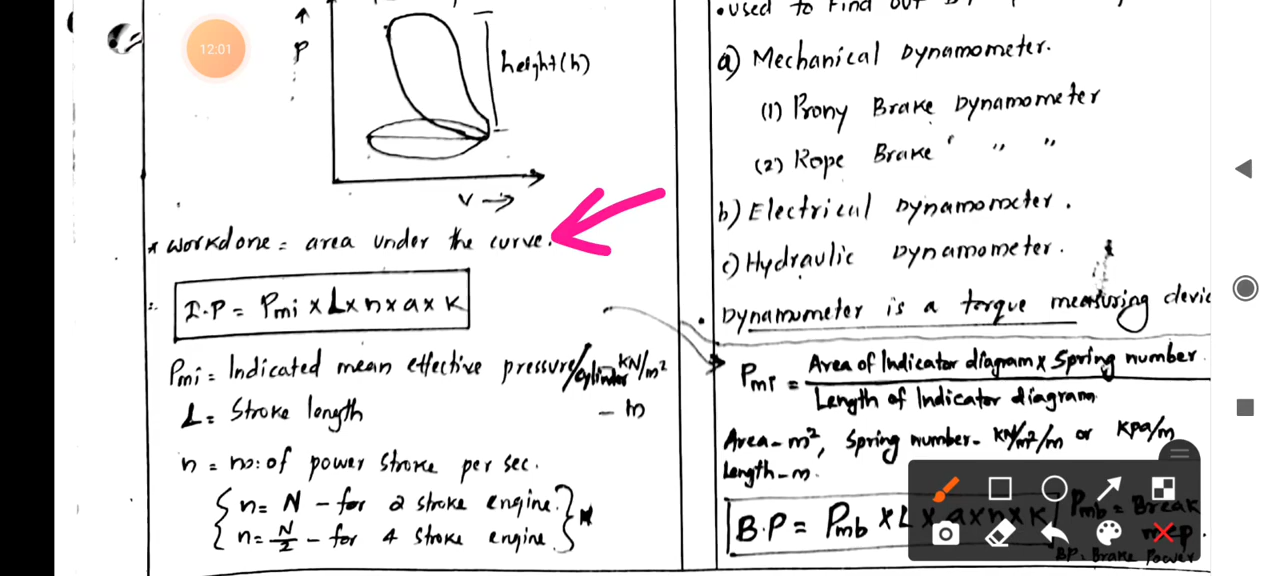 12:01
P
height(h)
V →
* Workdone = area under the curve.
∴ I.P = Pmi × L × n × a × K
Pmi = Indicated mean effective pressure/cylinder KN/m²
L = Stroke length - m
n = no: of power stroke per sec.
{ n = N - for 2 stroke engine. }
{ n = N/2 - for 4 stroke engine. } *
• used to find out
a) Mechanical Dynamometer.
(1) Prony Brake Dynamometer
(2) Rope Brake " "
b) Electrical Dynamometer.
c) Hydraulic Dynamometer.
• Dynamometer is a torque measuring
Pmi = Area of Indicator diagram × Spring number
Length of Indicator diagram
Area - m², Spring number - KN/m²/m or Kpa/m
length - m.
B.P = Pmb × L × a × n × K Pmb = Break
mep.
BP = Brake Power